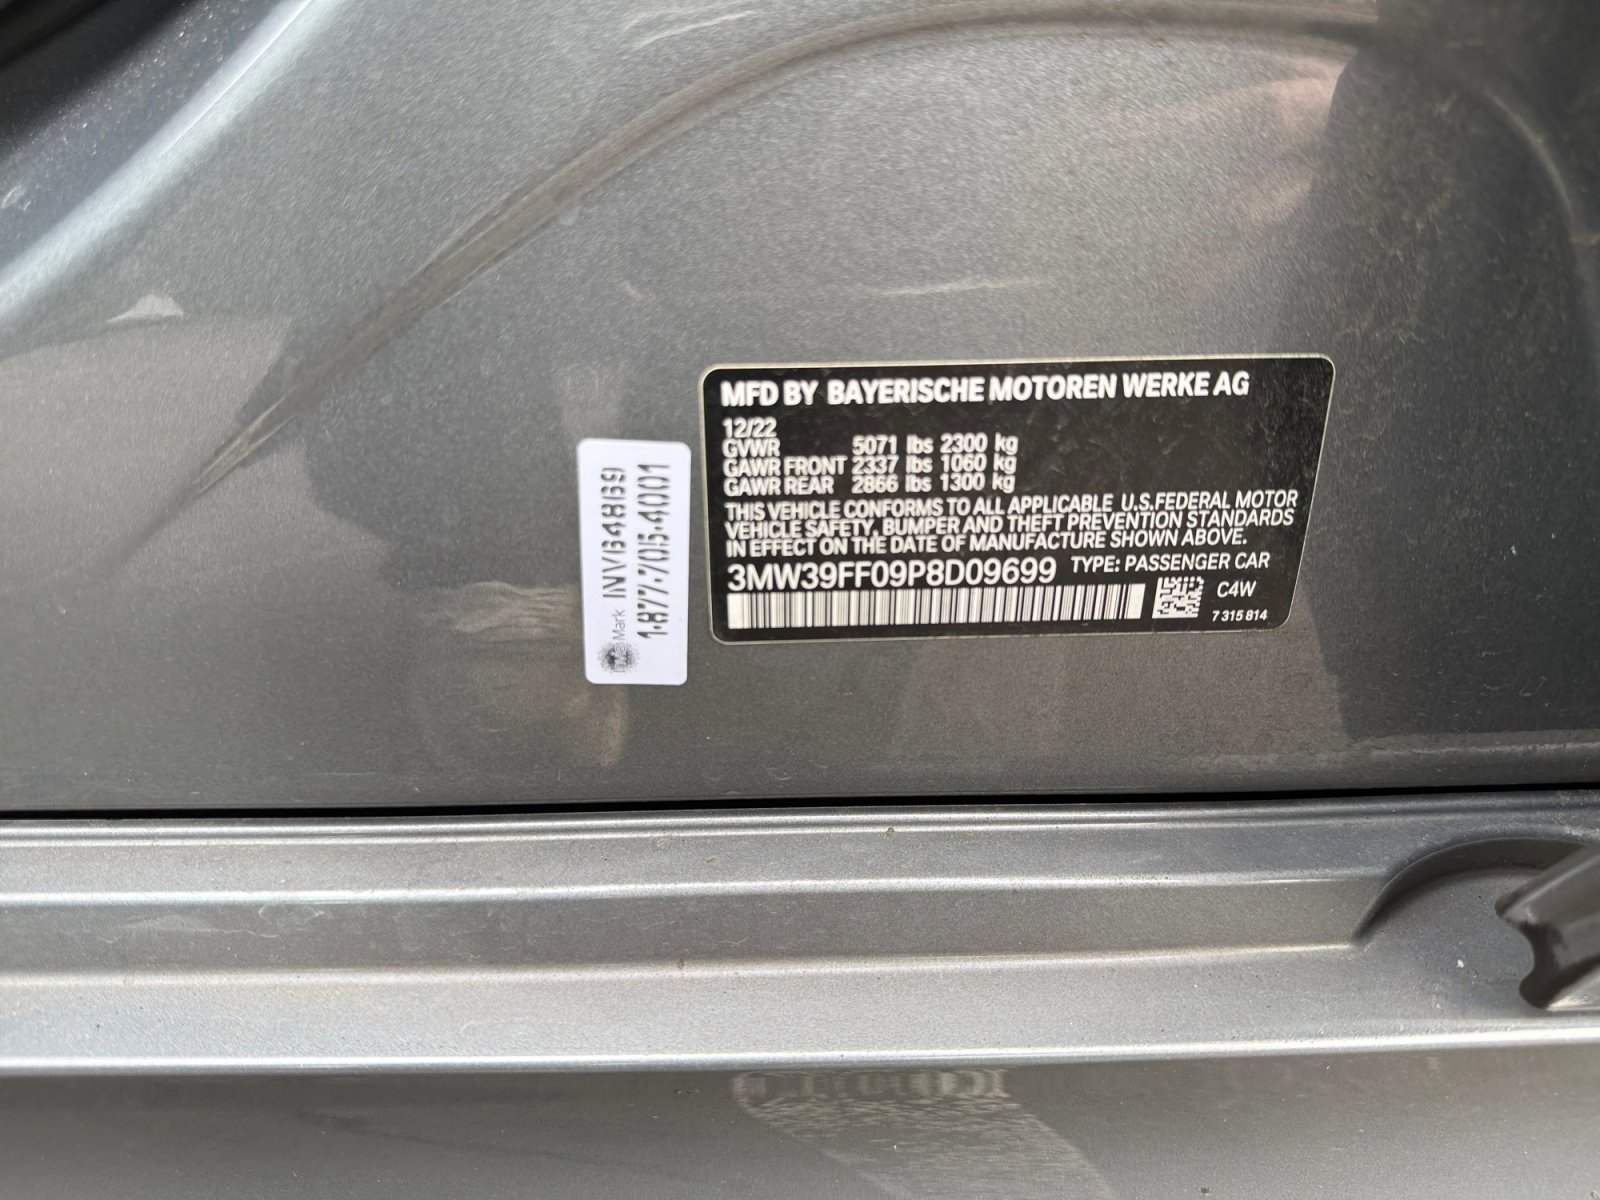 MFD BY BAYERISCHE MOTOREN WERKE AG
12/22
GVWR 5071 lbs 2300 kg
GAWR FRONT 2337 lbs 1060 kg
GAWR REAR 2866 lbs 1300 kg
THIS VEHICLE CONFORMS TO ALL APPLICABLE U.S.FEDERAL MOTOR
VEHICLE SAFETY, BUMPER AND THEFT PREVENTION STANDARDS
IN EFFECT ON THE DATE OF MANUFACTURE SHOWN ABOVE.
3MW39FF09P8D09699 TYPE: PASSENGER CAR
C4W
7 315 814
Mark INV64869
1-877-705-4001